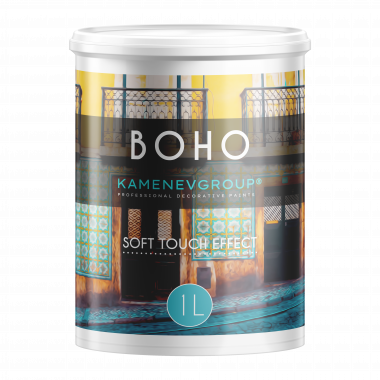 BOHO
KAMENEVGROUP®
PROFESSIONAL DECORATIVE PAINTS
SOFT TOUCH EFFECT
1L